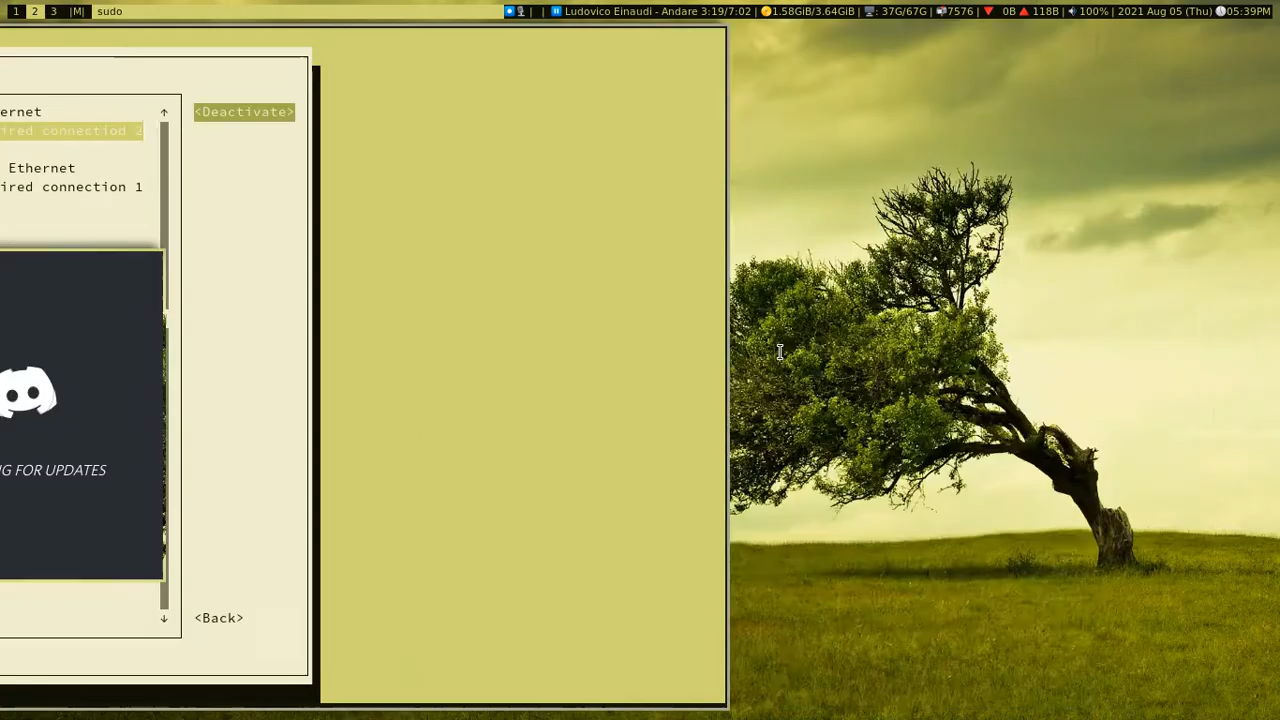 1 2 3 |M| sudo | | Ludovico Einaudi - Andare 3:19/7:02 | 1.58GiB/3.64GiB | : 37G/67G | 7576 | 0B 118B | 100% | 2021 Aug 05 (Thu) 05:39PM
ernet ↑ <Deactivate>
ired connectiod 2
Ethernet
ired connection 1
G FOR UPDATES
↓ <Back>